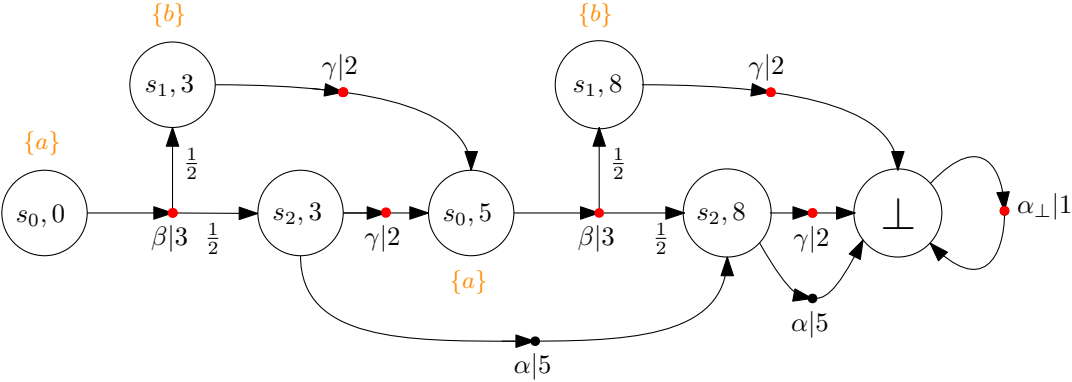 {b} {b}
γ|2 γ|2
s₁, 3 s₁, 8
{a}
1/2 1/2
s₀, 0 s₂, 3 s₀, 5 s₂, 8 ⊥ α⊥|1
β|3 1/2 γ|2 β|3 1/2 γ|2
{a}
α|5
α|5